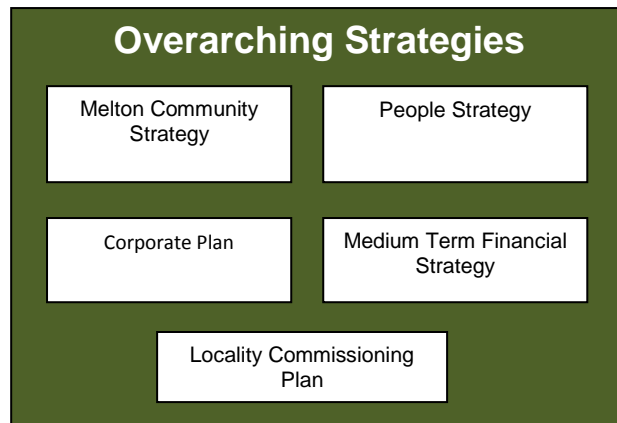 Overarching Strategies
Melton Community
Strategy
People Strategy
Corporate Plan
Medium Term Financial
Strategy
Locality Commissioning
Plan